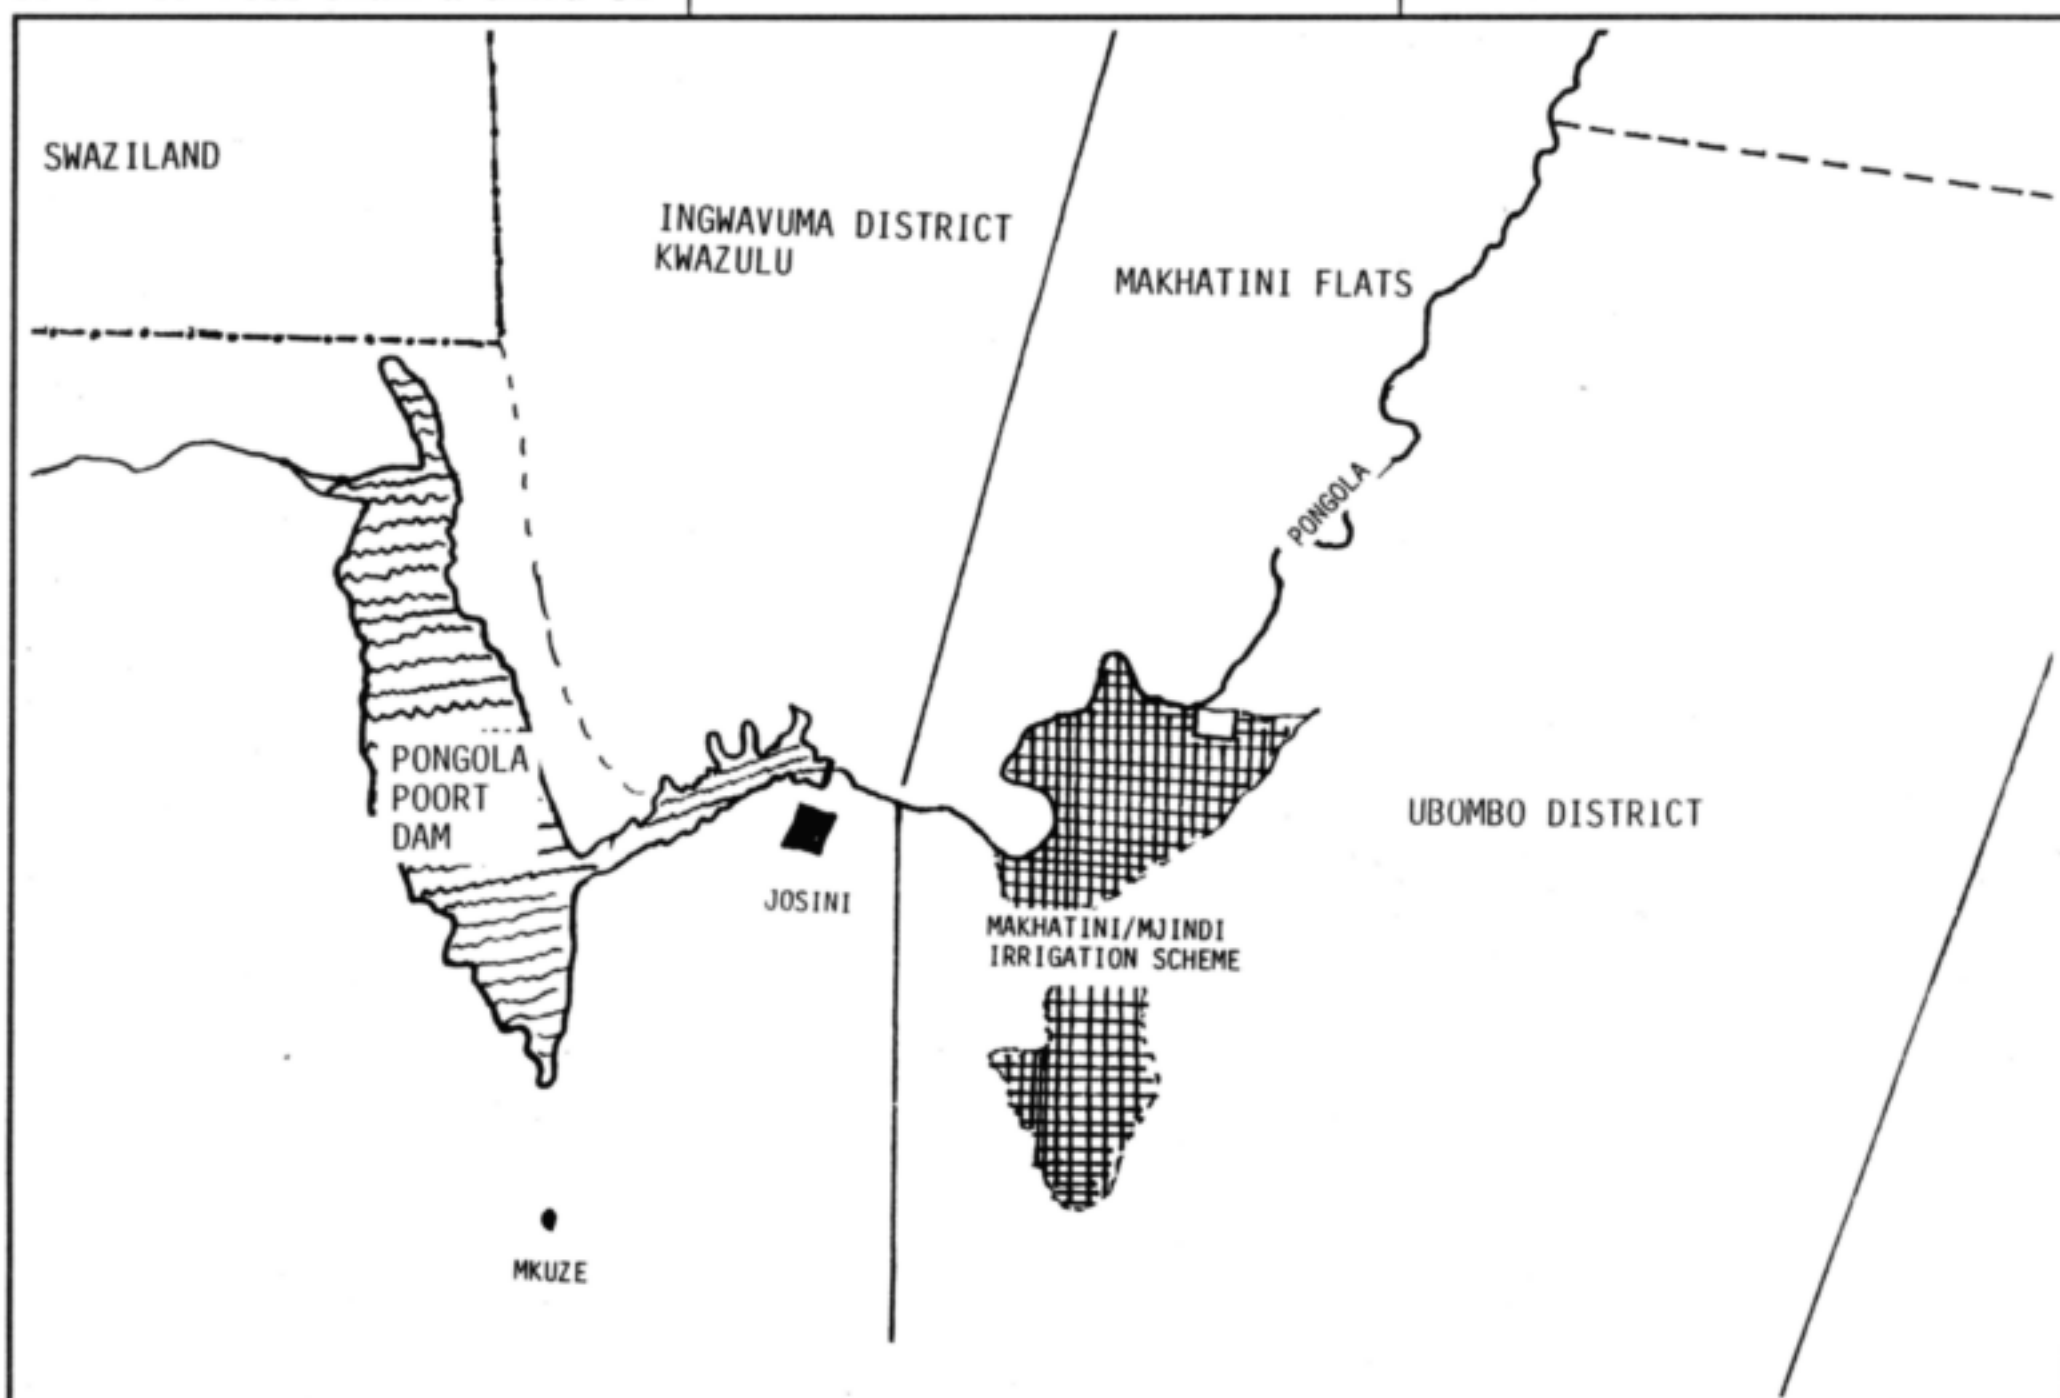 SWAZILAND
INGWAVUMA DISTRICT
KWAZULU
MAKHATINI FLATS
PONGOLA
PONGOLA
POORT
DAM
UBOMBO DISTRICT
JOSINI
MAKHATINI/MJINDI
IRRIGATION SCHEME
MKUZE